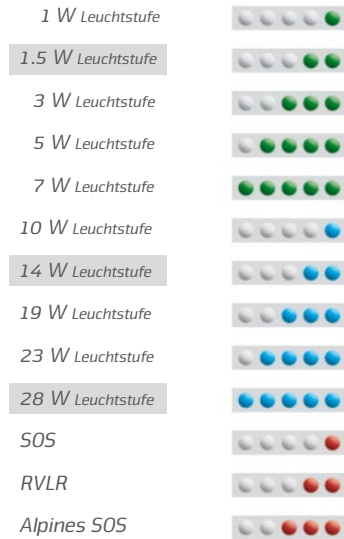 1 W Leuchtstufe
1.5 W Leuchtstufe
3 W Leuchtstufe
5 W Leuchtstufe
7 W Leuchtstufe
10 W Leuchtstufe
14 W Leuchtstufe
19 W Leuchtstufe
23 W Leuchtstufe
28 W Leuchtstufe
SOS
RVLR
Alpines SOS